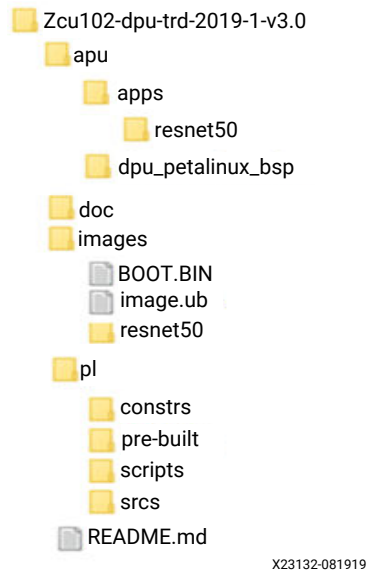 Zcu102-dpu-trd-2019-1-v3.0
apu
apps
resnet50
dpu_petalinux_bsp
doc
images
BOOT.BIN
image.ub
resnet50
pl
constrs
pre-built
scripts
srcs
README.md
X23132-081919